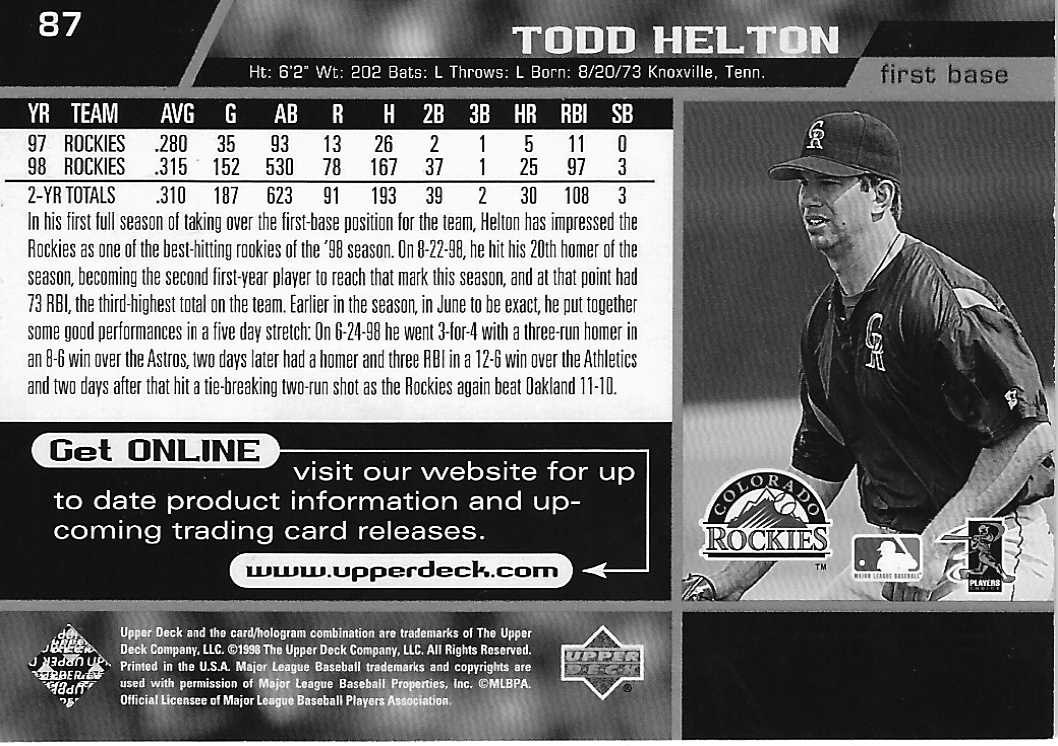 87
TODD HELTON
Ht: 6'2" Wt: 202 Bats: L Throws: L Born: 8/20/73 Knoxville, Tenn.
first base
YR TEAM AVG G AB R H 2B 3B HR RBI SB
97 ROCKIES .280 35 93 13 26 2 1 5 11 0
98 ROCKIES .315 152 530 78 167 37 1 25 97 3
2-YR TOTALS .310 187 623 91 193 39 2 30 108 3
In his first full season of taking over the first-base position for the team, Helton has impressed the
Rockies as one of the best-hitting rookies of the '98 season. On 8-22-98, he hit his 20th homer of the
season, becoming the second first-year player to reach that mark this season, and at that point had
73 RBI, the third-highest total on the team. Earlier in the season, in June to be exact, he put together
some good performances in a five day stretch: On 6-24-98 he went 3-for-4 with a three-run homer in
an 8-6 win over the Astros, two days later had a homer and three RBI in a 12-6 win over the Athletics
and two days after that hit a tie-breaking two-run shot as the Rockies again beat Oakland 11-10.
CR
CR
Get ONLINE
visit our website for up
to date product information and up-
coming trading card releases.
www.upperdeck.com
COLORADO
ROCKIES
TM
MAJOR LEAGUE BASEBALL
PLAYERS
CHOICE
Upper Deck and the card/hologram combination are trademarks of The Upper
Deck Company, LLC. ©1998 The Upper Deck Company, LLC. All Rights Reserved.
Printed in the U.S.A. Major League Baseball trademarks and copyrights are
used with permission of Major League Baseball Properties, Inc. ©MLBPA.
Official Licensee of Major League Baseball Players Association.
UPPER
DECK
®